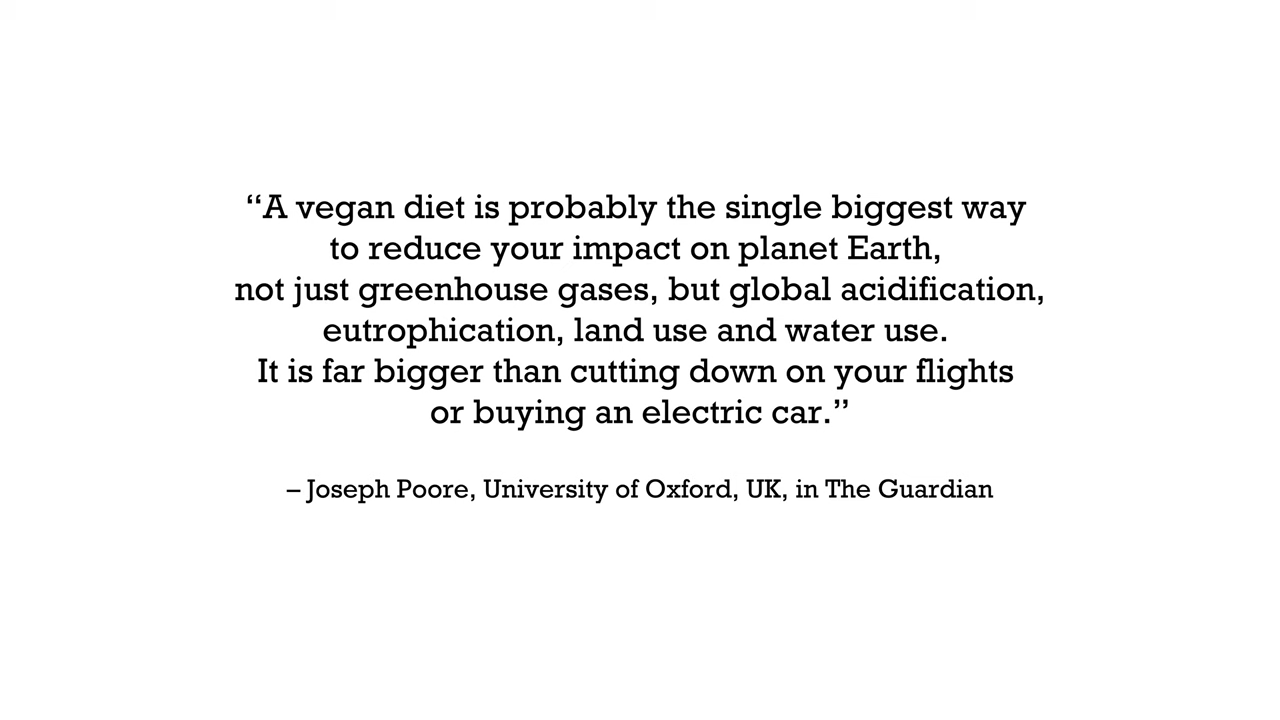 “A vegan diet is probably the single biggest way
to reduce your impact on planet Earth,
not just greenhouse gases, but global acidification,
eutrophication, land use and water use.
It is far bigger than cutting down on your flights
or buying an electric car.”
– Joseph Poore, University of Oxford, UK, in The Guardian